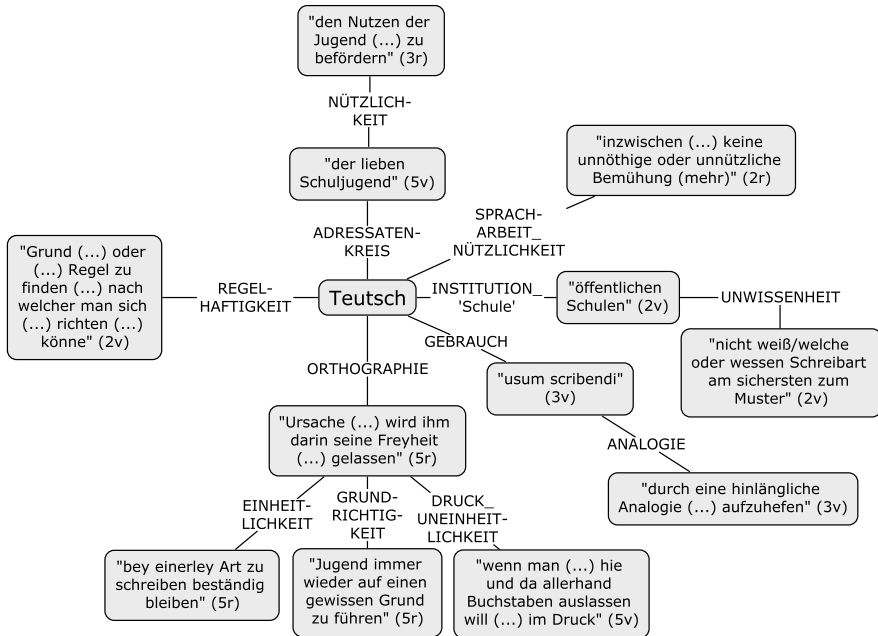 "den Nutzen der
Jugend (...) zu
befördern" (3r)
NÜTZLICH-
KEIT
"der lieben
Schuljugend" (5v)
"inzwischen (...) keine
unnöthige oder unnützliche
Bemühung (mehr)" (2r)
SPRACH-
ARBEIT_
NÜTZLICHKEIT
ADRESSATEN-
KREIS
"Grund (...) oder
(...) Regel zu
finden (...) nach
welcher man sich
(...) richten (...)
könne" (2v)
REGEL-
HAFTIGKEIT
Teutsch
INSTITUTION_
'Schule'
"öffentlichen
Schulen" (2v)
UNWISSENHEIT
"nicht weiß/welche
oder wessen Schreibart
am sichersten zum
Muster" (2v)
GEBRAUCH
"usum scribendi"
(3v)
ANALOGIE
"durch eine hinlängliche
Analogie (...) aufzuhefen" (3v)
ORTHOGRAPHIE
"Ursache (...) wird ihm
darin seine Freyheit
(...) gelassen" (5r)
EINHEIT-
LICHKEIT
GRUND-
RICHTIG-
KEIT
DRUCK_
UNEINHEIT-
LICHKEIT
"bey einerley Art zu
schreiben beständig
bleiben" (5r)
"Jugend immer
wieder auf einen
gewissen Grund
zu führen" (5r)
"wenn man (...) hie
und da allerhand
Buchstaben auslassen
will (...) im Druck" (5v)